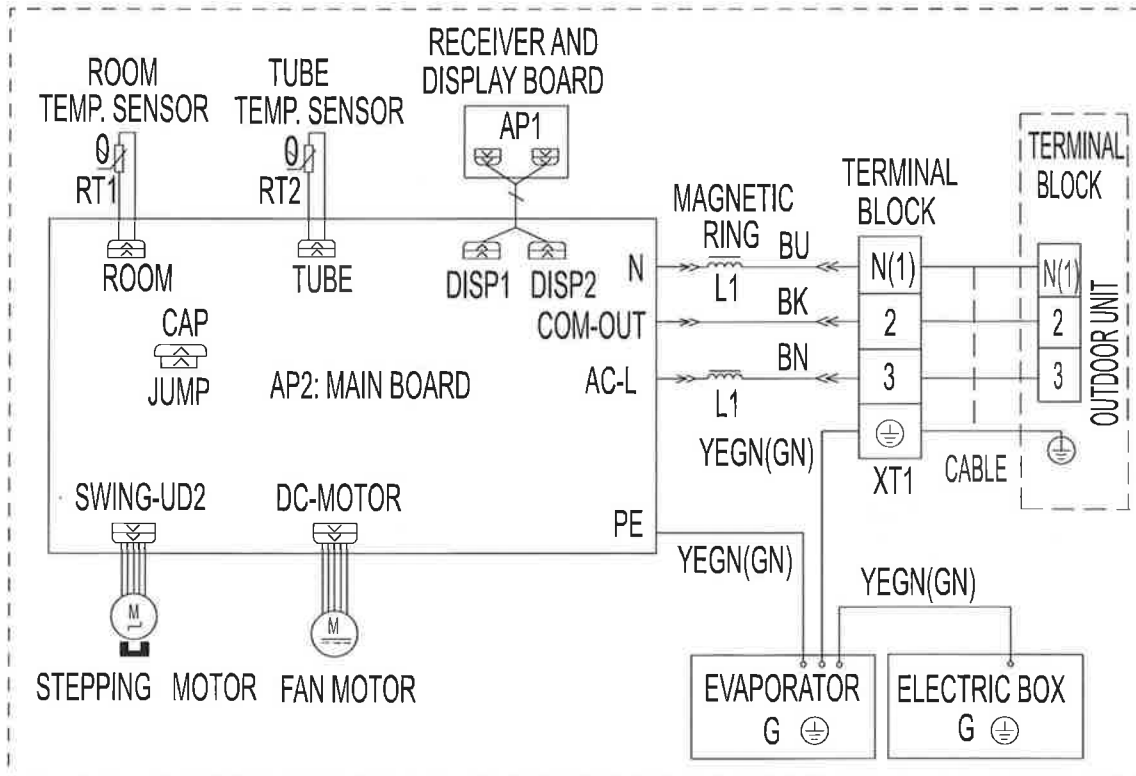 ROOM
TEMP. SENSOR
TUBE
TEMP. SENSOR
RECEIVER AND
DISPLAY BOARD
AP1
RT1
RT2
ROOM
TUBE
DISP1
DISP2
CAP
JUMP
AP2: MAIN BOARD
N
COM-OUT
AC-L
PE
MAGNETIC
RING
L1
BU
BK
BN
L1
YEGN(GN)
TERMINAL
BLOCK
N(1)
2
3
XT1
CABLE
TERMINAL
BLOCK
N(1)
2
3
OUTDOOR UNIT
SWING-UD2
DC-MOTOR
M
M
STEPPING MOTOR
FAN MOTOR
YEGN(GN)
YEGN(GN)
EVAPORATOR
G
ELECTRIC BOX
G